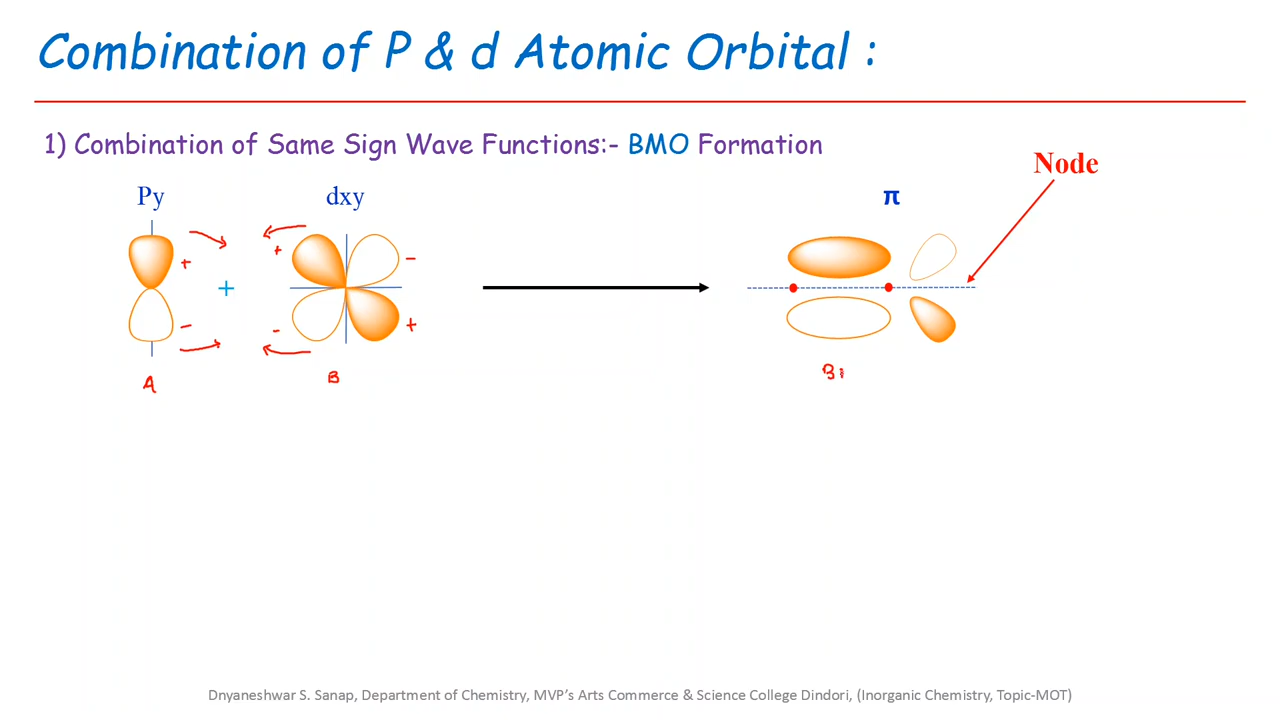 Combination of P & d Atomic Orbital :
1) Combination of Same Sign Wave Functions:- BMO Formation
Node
Py
dxy
π
+
+
-
+
-
-
+
A
B
Dnyaneshwar S. Sanap, Department of Chemistry, MVP's Arts Commerce & Science College Dindori, (Inorganic Chemistry, Topic-MOT)